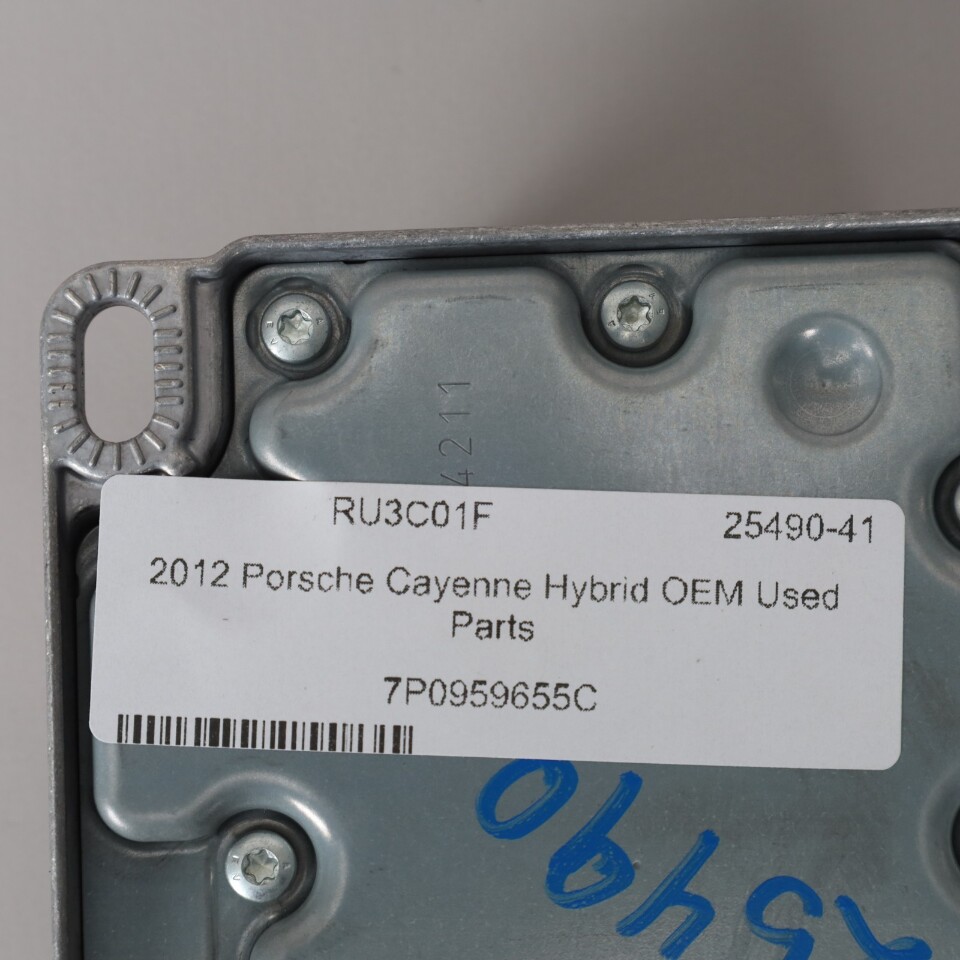 4211
RU3C01F 25490-41
2012 Porsche Cayenne Hybrid OEM Used
Parts
7P0959655C
25490